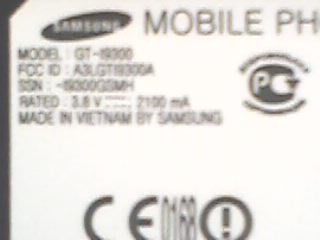 SAMSUNG MOBILE PH
MODEL : GT-I9300
FCC ID : A3LGTI9300A
SSN : -I9300GSMH
RATED : 3.8 V 2100 mA
MADE IN VIETNAM BY SAMSUNG
CE0168